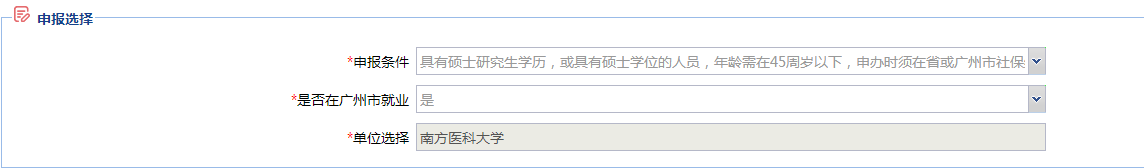 申报选择
*申报条件 具有硕士研究生学历，或具有硕士学位的人员，年龄需在45周岁以下，申办时须在省或广州市社保
*是否在广州市就业 是
*单位选择 南方医科大学